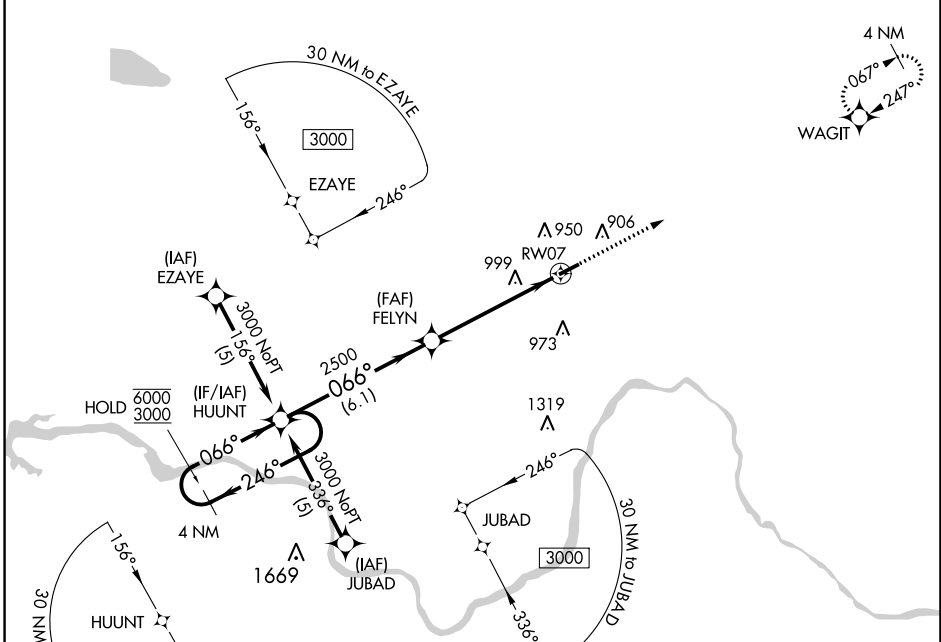 4 NM
067°
247°
WAGIT
30 NM to EZAYE
156°
3000
EZAYE
246°
950
906
RW07
999
(IAF)
EZAYE
3000 NoPT
156°
(5)
(FAF)
FELYN
973
2500
066°
(6.1)
(IF/IAF)
HUUNT
HOLD
6000
3000
066°
246°
4 NM
3000 NoPT
336°
(5)
(IAF)
JUBAD
1669
1319
246°
JUBAD
3000
336°
30 NM to JUBAD
156°
HUUNT
30 NM